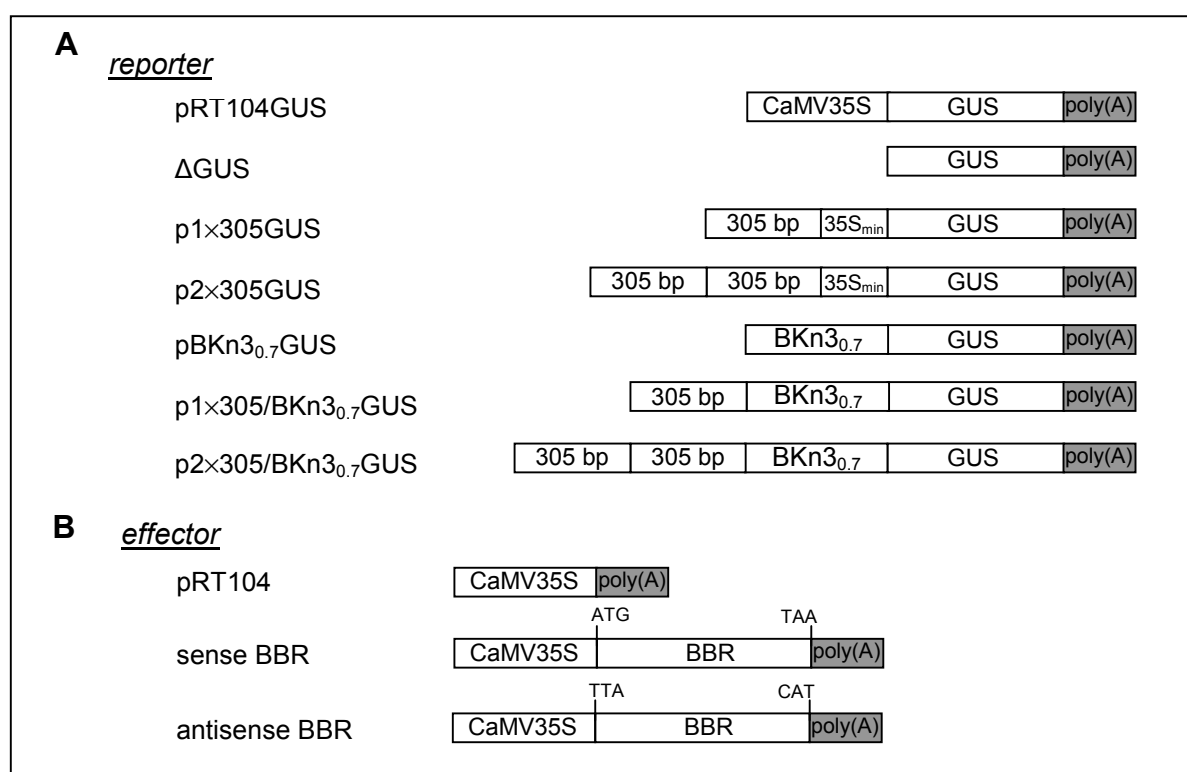 A
reporter
pRT104GUS CaMV35S GUS poly(A)
ΔGUS GUS poly(A)
p1×305GUS 305 bp 35Smin GUS poly(A)
p2×305GUS 305 bp 305 bp 35Smin GUS poly(A)
pBKn30.7GUS BKn30.7 GUS poly(A)
p1×305/BKn30.7GUS 305 bp BKn30.7 GUS poly(A)
p2×305/BKn30.7GUS 305 bp 305 bp BKn30.7 GUS poly(A)
B
effector
pRT104 CaMV35S poly(A)
ATG TAA
sense BBR CaMV35S BBR poly(A)
TTA CAT
antisense BBR CaMV35S BBR poly(A)